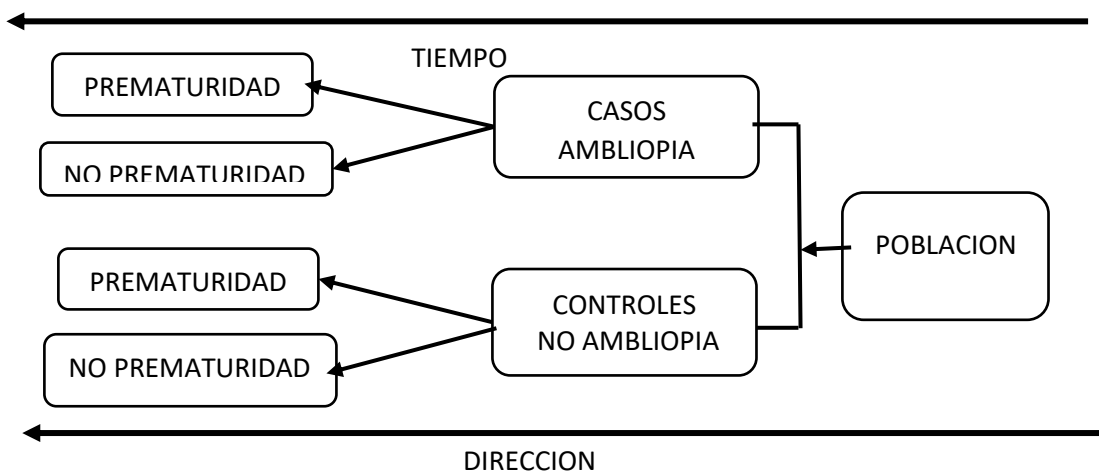 TIEMPO
PREMATURIDAD
CASOS
AMBLIOPIA
NO PREMATURIDAD
POBLACION
PREMATURIDAD
CONTROLES
NO AMBLIOPIA
NO PREMATURIDAD
DIRECCION